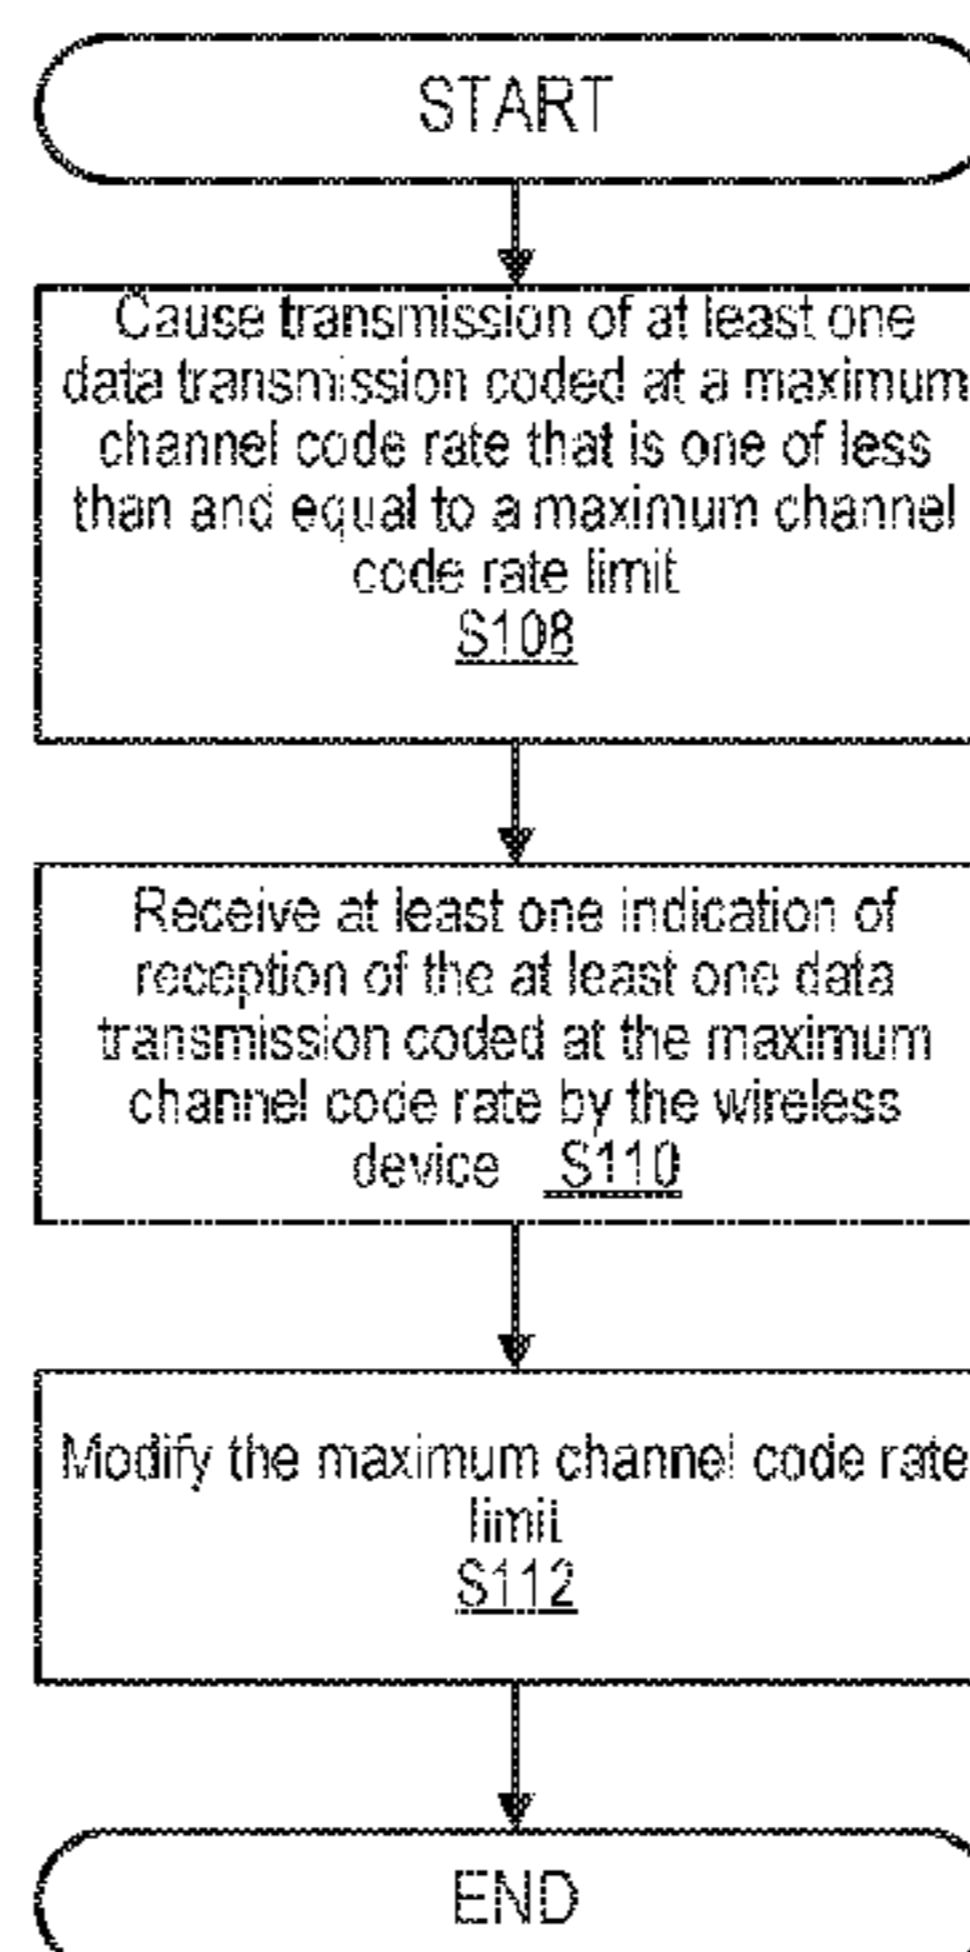 START
Cause transmission of at least one
data transmission coded at a maximum
channel code rate that is one of less
than and equal to a maximum channel
code rate limit
S108
Receive at least one indication of
reception of the at least one data
transmission coded at the maximum
channel code rate by the wireless
device S110
Modify the maximum channel code rate
limit
S112
END